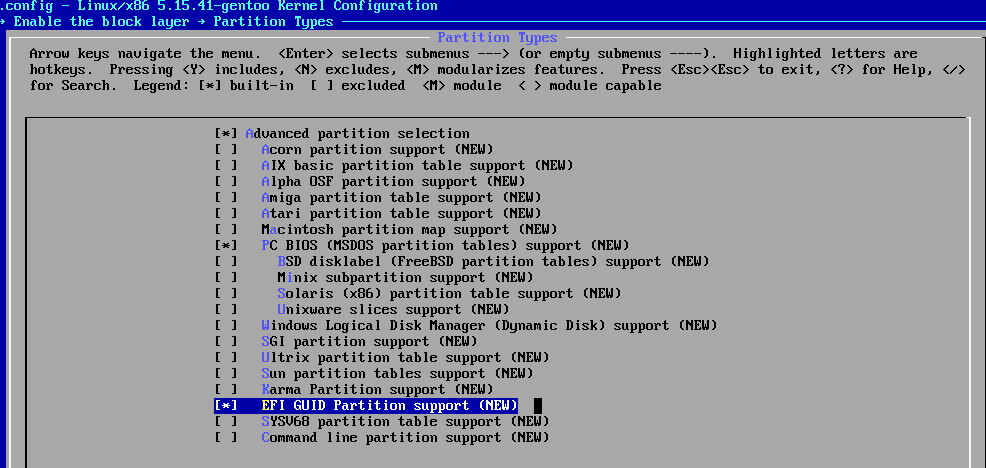 .config - Linux/x86 5.15.41-gentoo Kernel Configuration
→ Enable the block layer → Partition Types
Partition Types
Arrow keys navigate the menu. <Enter> selects submenus ---> (or empty submenus ----). Highlighted letters are
hotkeys. Pressing <Y> includes, <N> excludes, <M> modularizes features. Press <Esc><Esc> to exit, <?> for Help, </>
for Search. Legend: [*] built-in [ ] excluded <M> module < > module capable
[*] Advanced partition selection
[ ] Acorn partition support (NEW)
[ ] AIX basic partition table support (NEW)
[ ] Alpha OSF partition support (NEW)
[ ] Amiga partition table support (NEW)
[ ] Atari partition table support (NEW)
[ ] Macintosh partition map support (NEW)
[*] PC BIOS (MSDOS partition tables) support (NEW)
[ ] BSD disklabel (FreeBSD partition tables) support (NEW)
[ ] Minix subpartition support (NEW)
[ ] Solaris (x86) partition table support (NEW)
[ ] Unixware slices support (NEW)
[ ] Windows Logical Disk Manager (Dynamic Disk) support (NEW)
[ ] SGI partition support (NEW)
[ ] Ultrix partition table support (NEW)
[ ] Sun partition tables support (NEW)
[ ] Karma Partition support (NEW)
[*] EFI GUID Partition support (NEW)
[ ] SYSV68 partition table support (NEW)
[ ] Command line partition support (NEW)